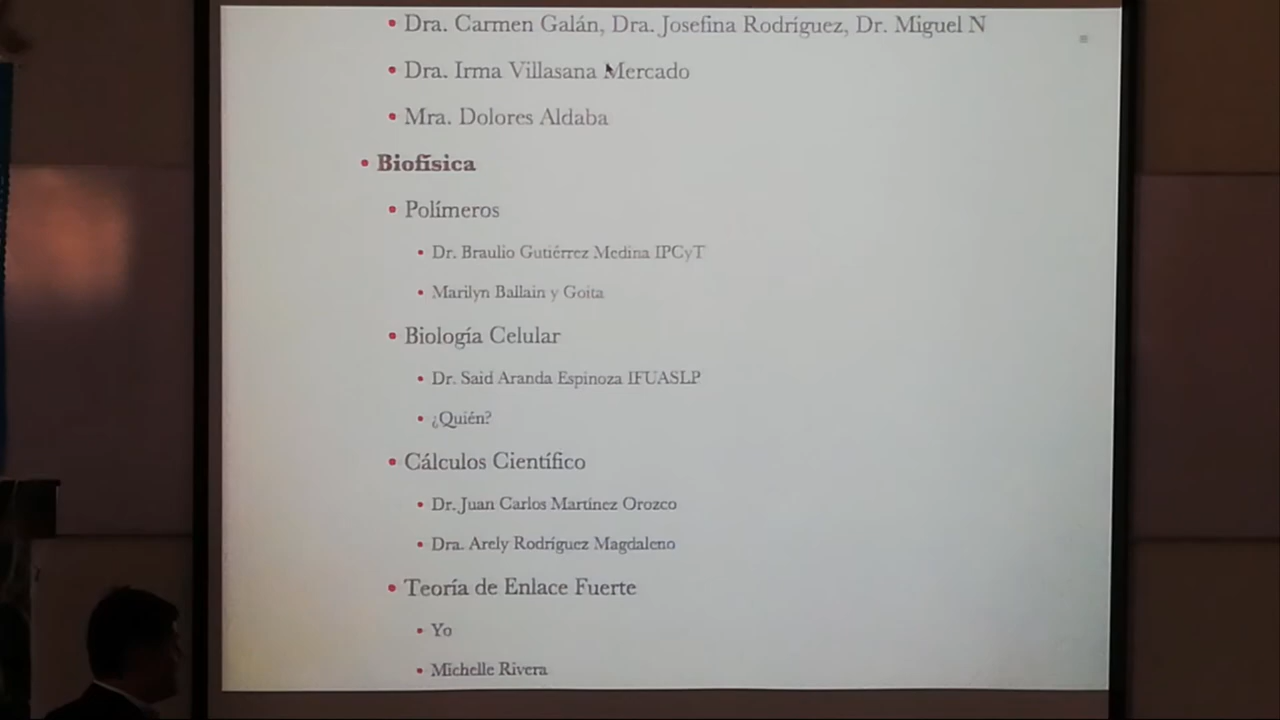 Dra. Carmen Galán, Dra. Josefina Rodríguez, Dr. Miguel N
Dra. Irma Villasana Mercado
Mra. Dolores Aldaba
Biofísica
Polímeros
Dr. Braulio Gutiérrez Medina IPCyT
Marilyn Ballain y Goita
Biología Celular
Dr. Said Aranda Espinoza IFUASLP
¿Quién?
Cálculos Científico
Dr. Juan Carlos Martínez Orozco
Dra. Arely Rodríguez Magdaleno
Teoría de Enlace Fuerte
Yo
Michelle Rivera